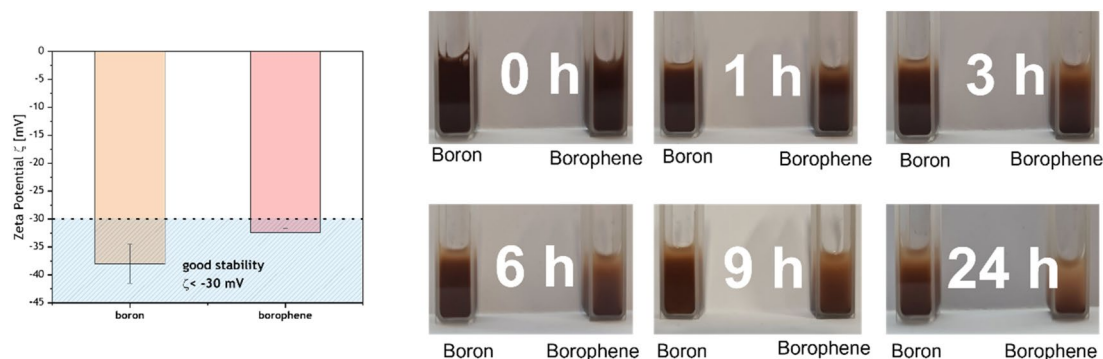 0
-5
-10
-15
-20
-25
-30
-35
-40
-45
Zeta Potential ζ [mV]
good stability
ζ< -30 mV
boron
borophene
0 h
Boron
Borophene
1 h
Boron
Borophene
3 h
Boron
Borophene
6 h
Boron
Borophene
9 h
Boron
Borophene
24 h
Boron
Borophene